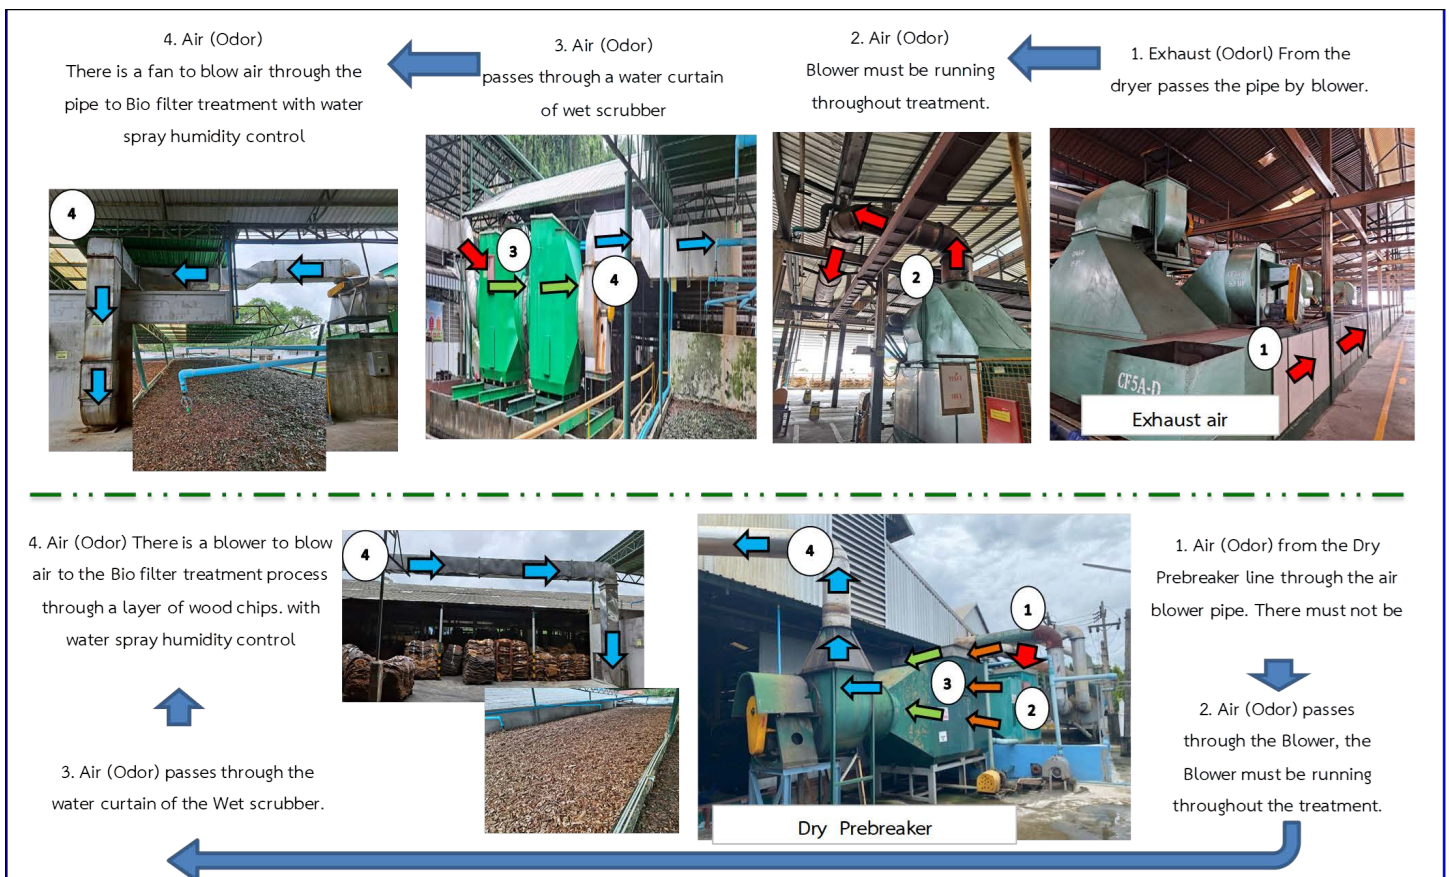 4. Air (Odor)
There is a fan to blow air through the
pipe to Bio filter treatment with water
spray humidity control
3. Air (Odor)
passes through a water curtain
of wet scrubber
2. Air (Odor)
Blower must be running
throughout treatment.
1. Exhaust (Odorl) From the
dryer passes the pipe by blower.
4
3
4
2
1
CF5A-D
Exhaust air
4. Air (Odor) There is a blower to blow
air to the Bio filter treatment process
through a layer of wood chips. with
water spray humidity control
3. Air (Odor) passes through the
water curtain of the Wet scrubber.
4
4
1
3
2
Dry Prebreaker
1. Air (Odor) from the Dry
Prebreaker line through the air
blower pipe. There must not be
2. Air (Odor) passes
through the Blower, the
Blower must be running
throughout the treatment.